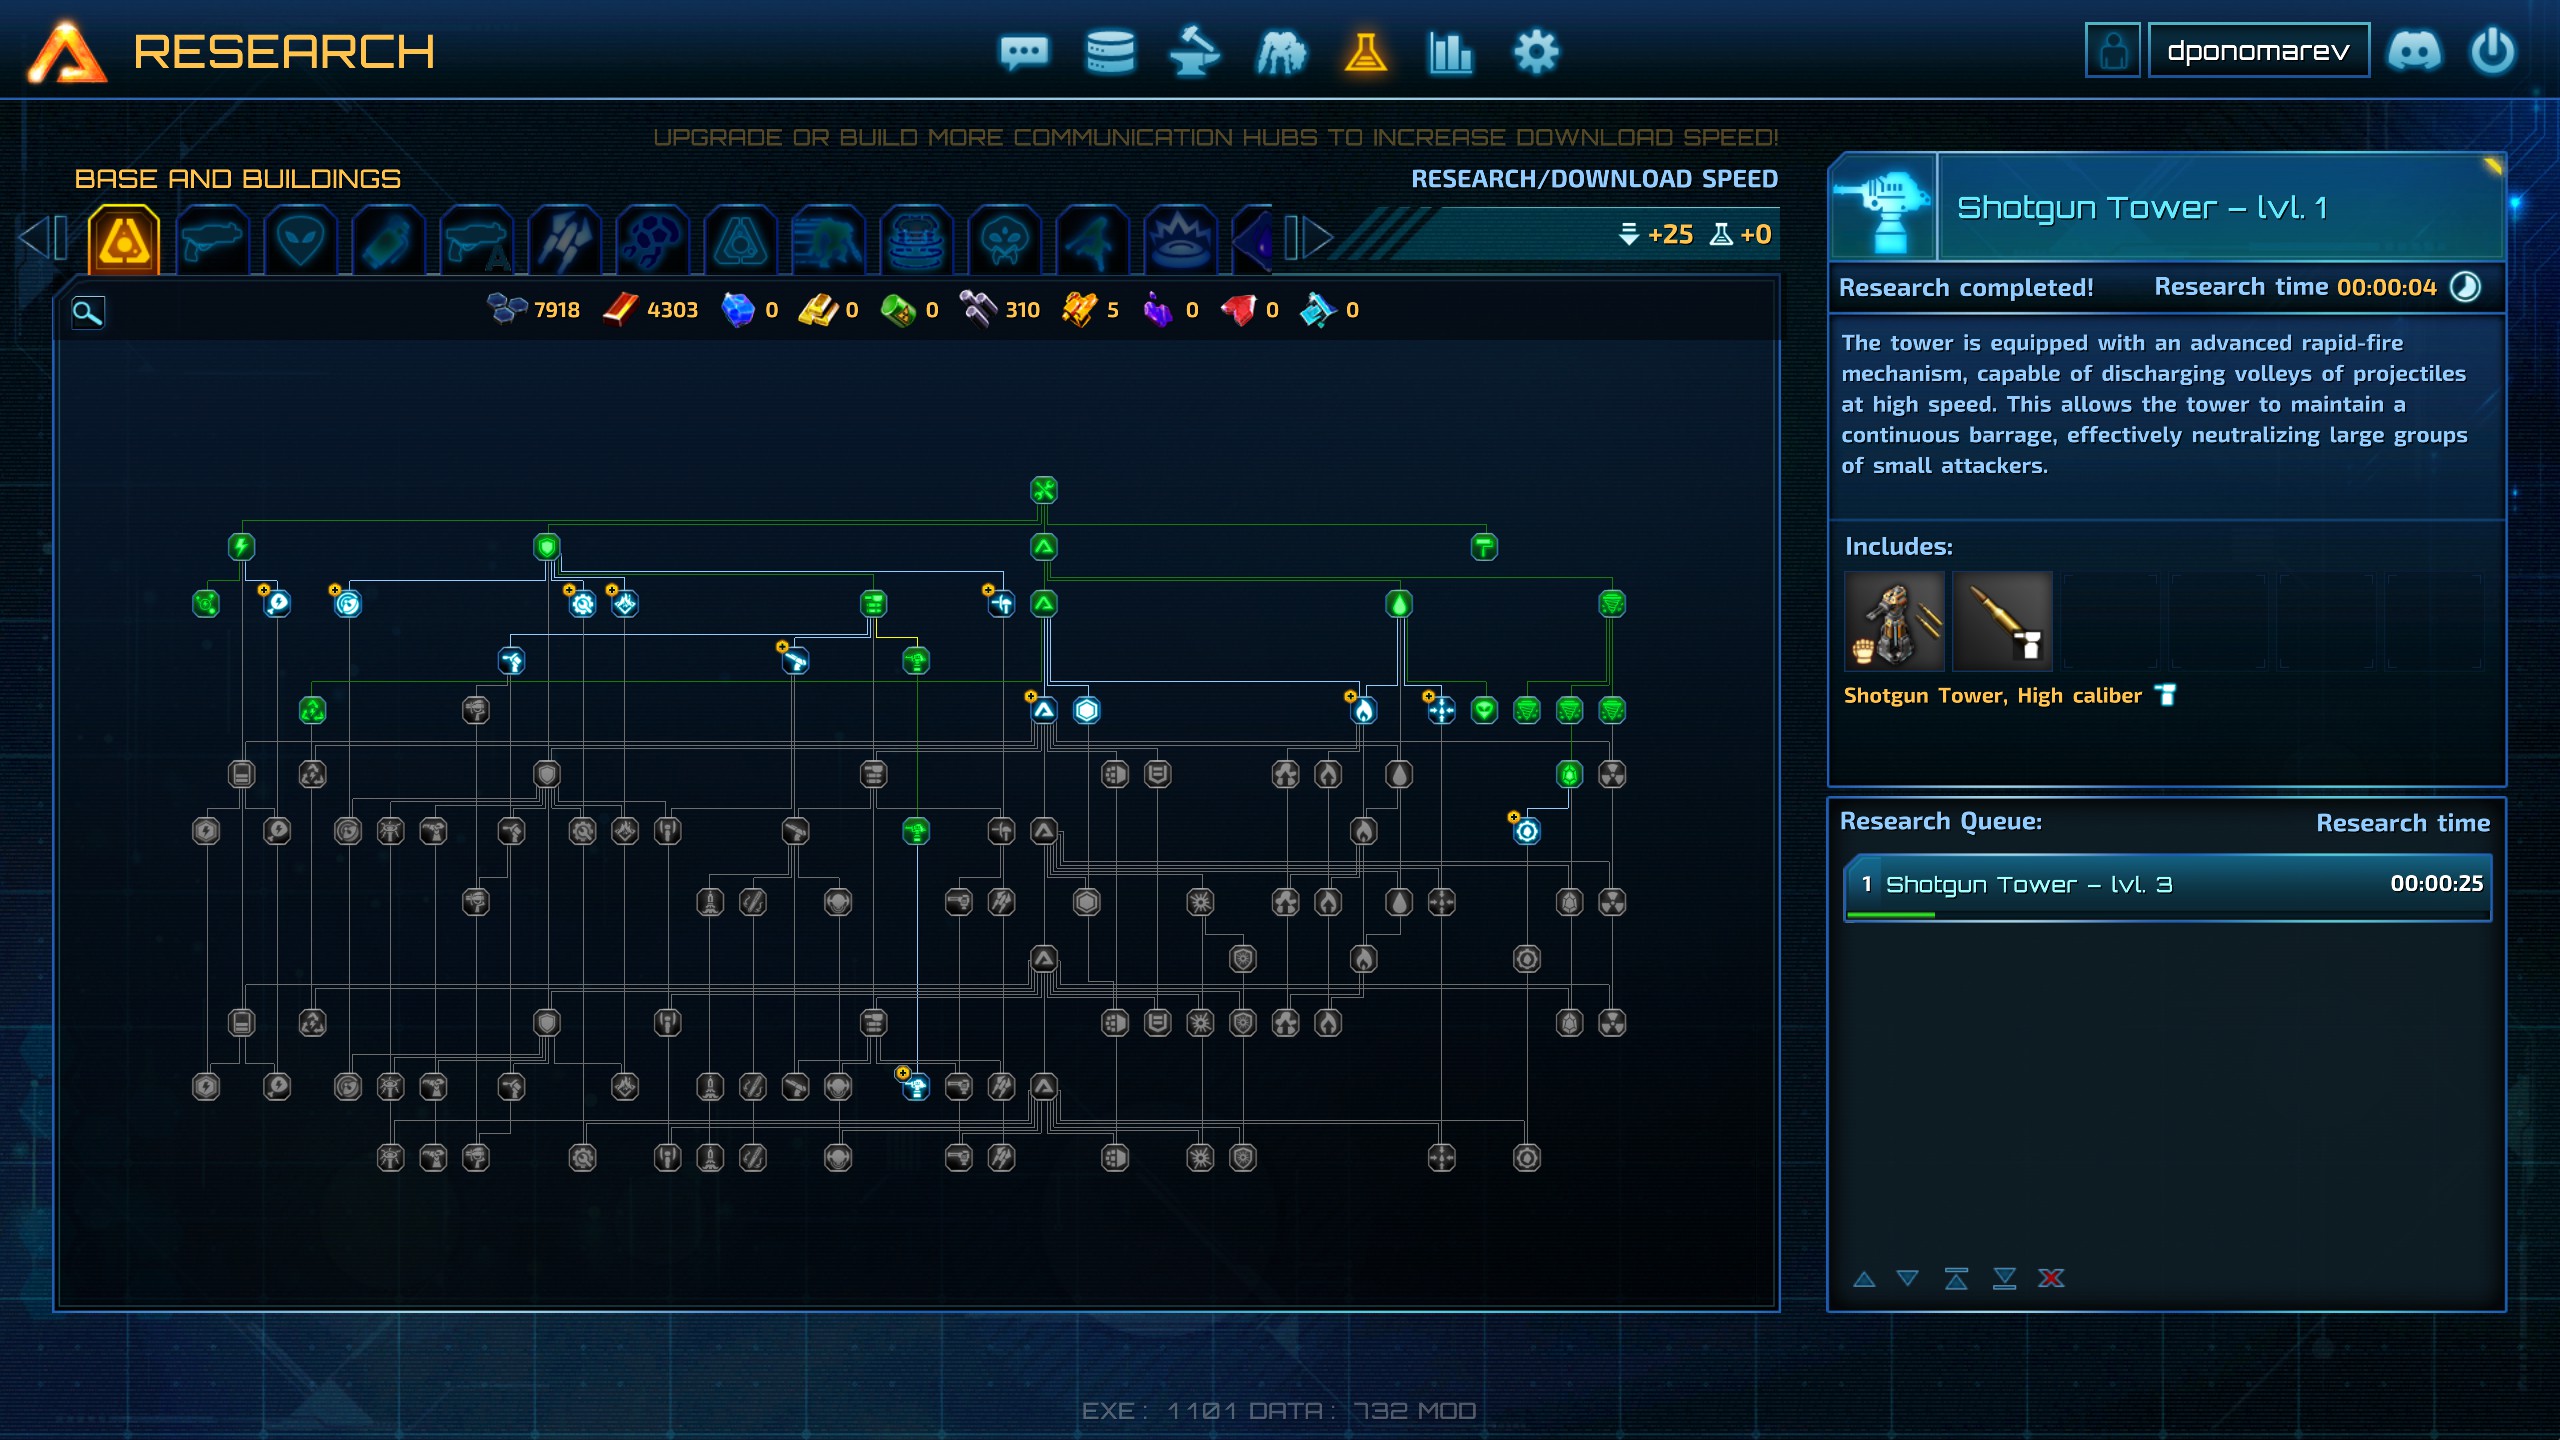 RESEARCH
dponomarev
UPGRADE OR BUILD MORE COMMUNICATION HUBS TO INCREASE DOWNLOAD SPEED!
BASE AND BUILDINGS
RESEARCH/DOWNLOAD SPEED
+25 +0
A
7918 4303 0 0 0 310 5 0 0 0
Shotgun Tower – lvl. 1
Research completed! Research time 00:00:04
The tower is equipped with an advanced rapid-fire
mechanism, capable of discharging volleys of projectiles
at high speed. This allows the tower to maintain a
continuous barrage, effectively neutralizing large groups
of small attackers.
Includes:
Shotgun Tower, High caliber
Research Queue: Research time
1 Shotgun Tower – lvl. 3 00:00:25
EXE : 1101 DATA : 732 MOD